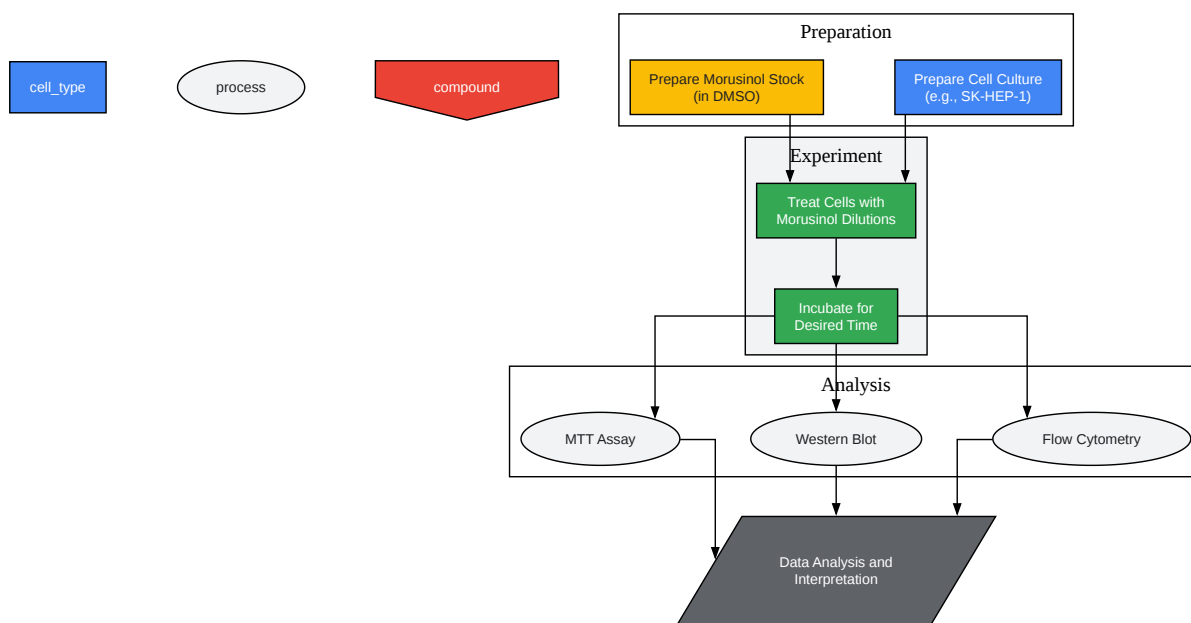 Preparation
cell_type
process
compound
Prepare Morusinol Stock
(in DMSO)
Prepare Cell Culture
(e.g., SK-HEP-1)
Experiment
Treat Cells with
Morusinol Dilutions
Incubate for
Desired Time
Analysis
MTT Assay
Western Blot
Flow Cytometry
Data Analysis and
Interpretation